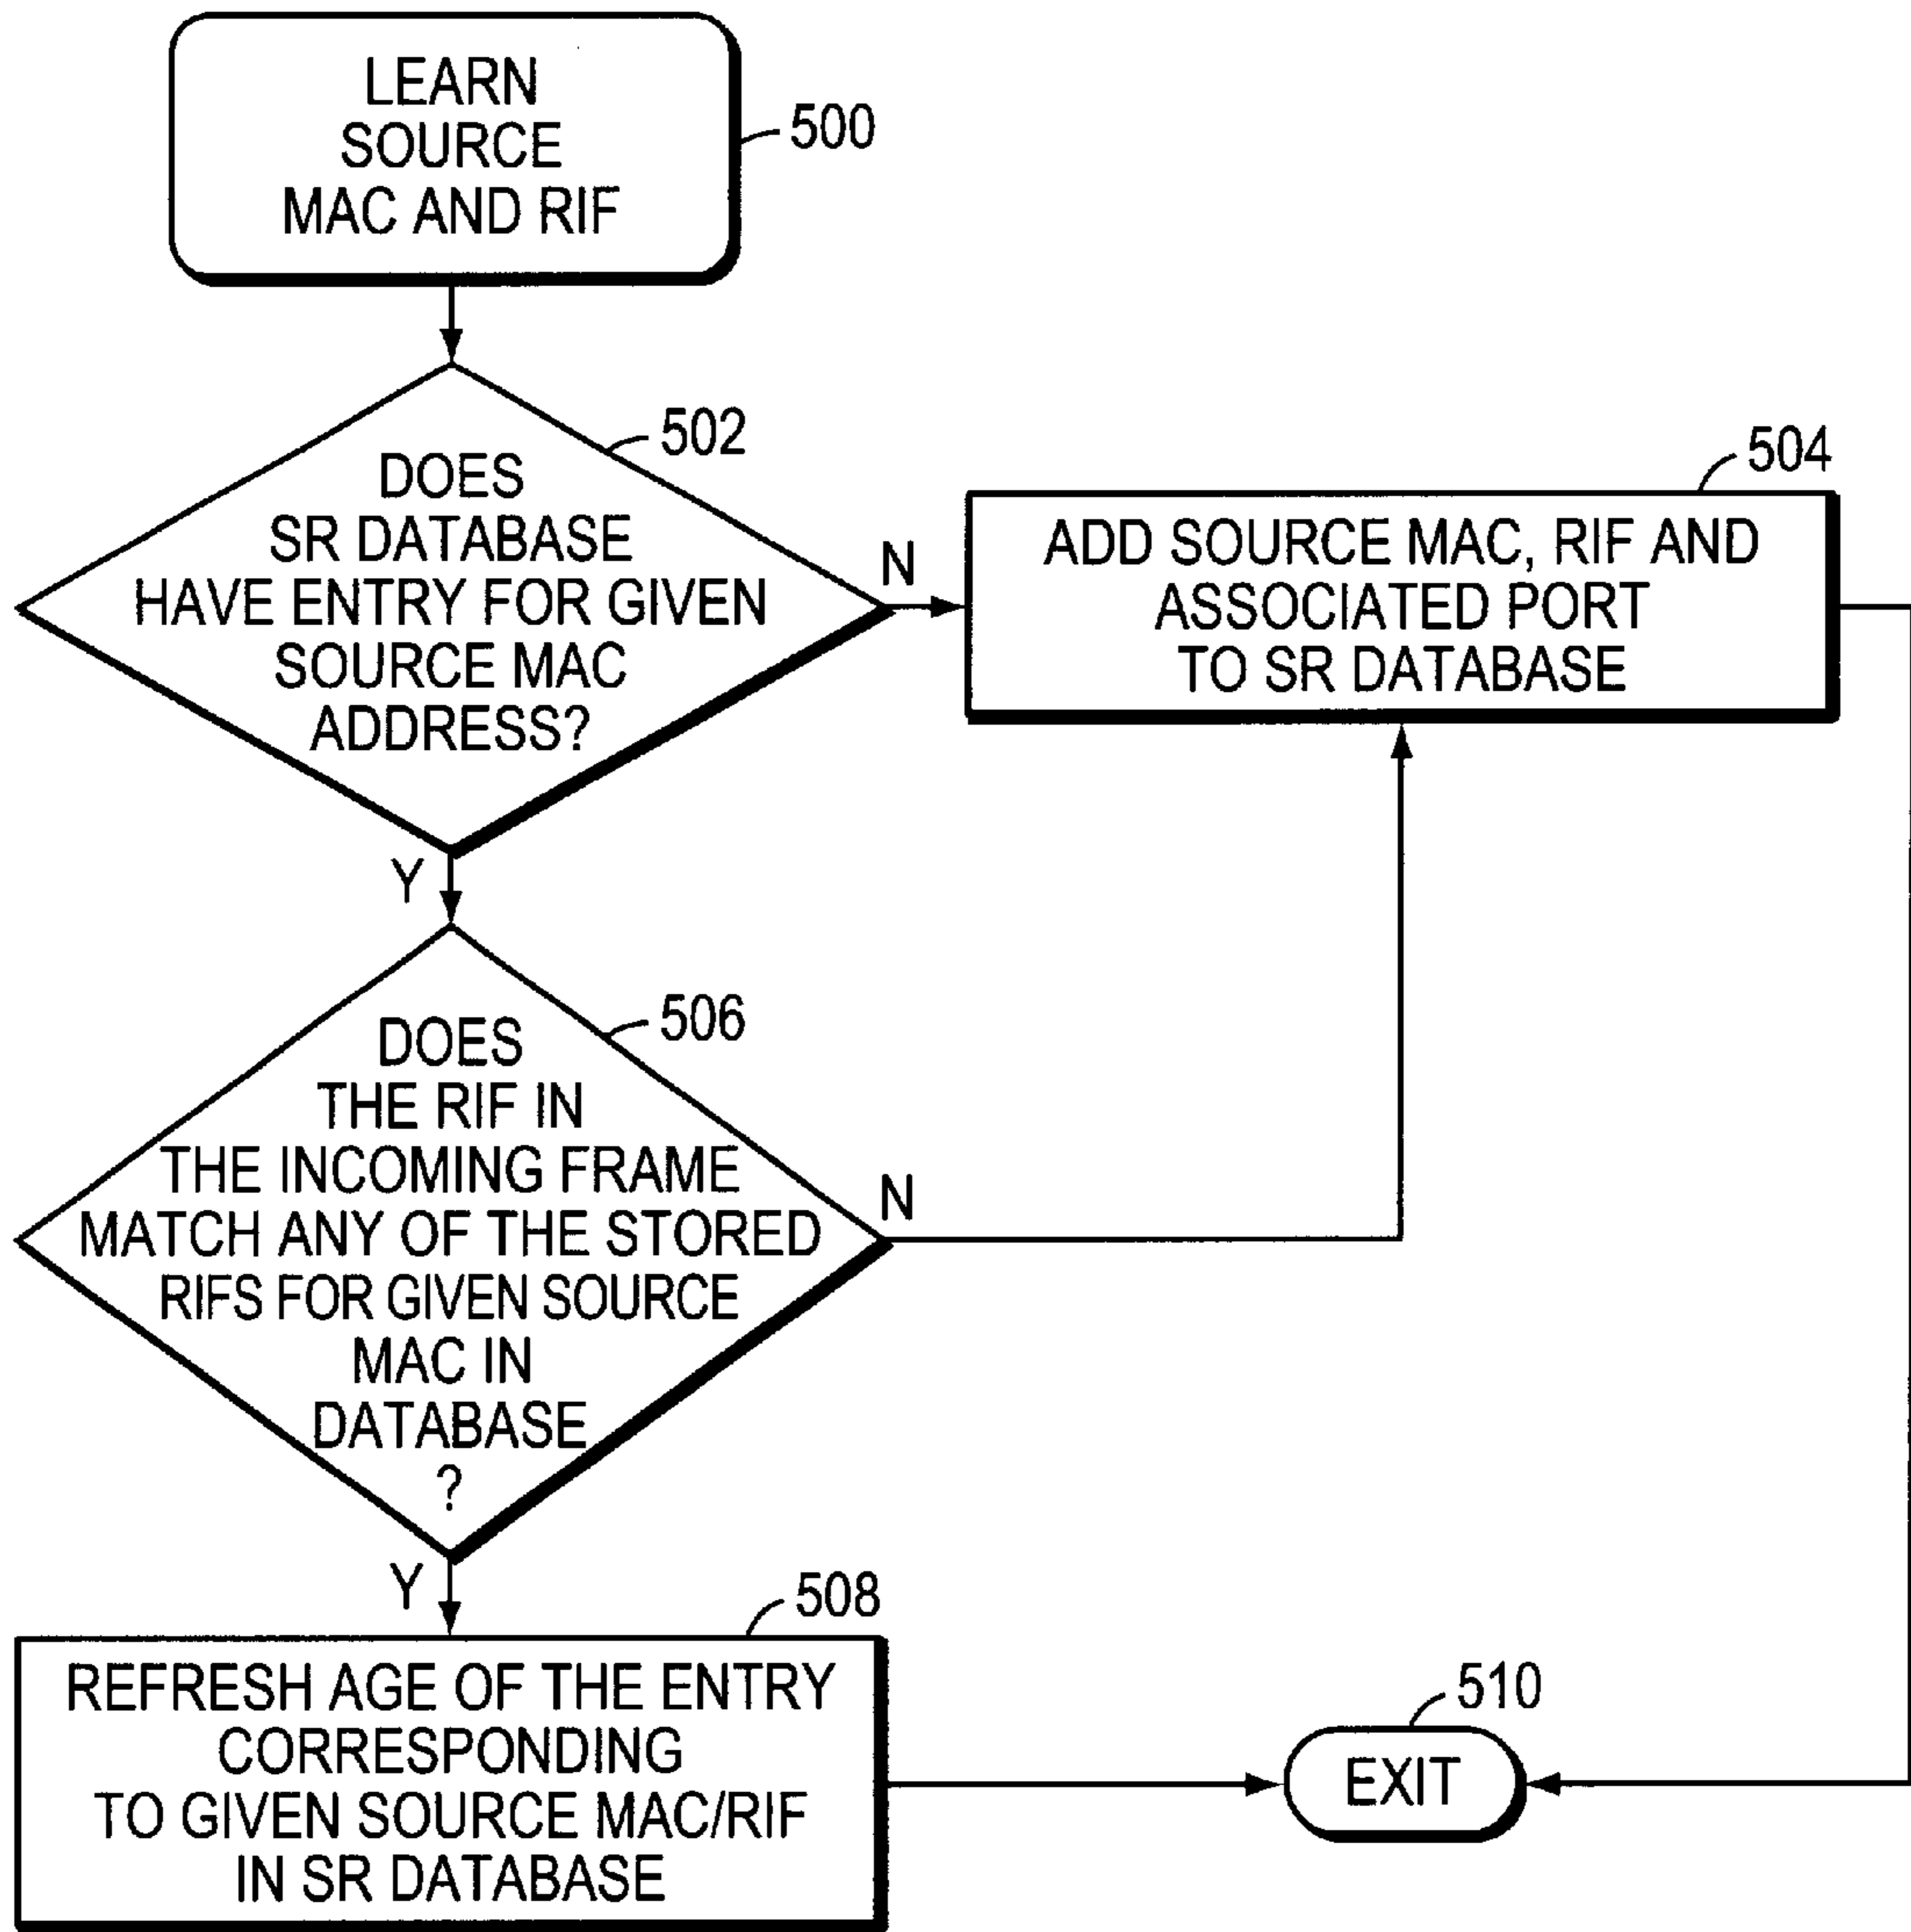 LEARN
SOURCE
MAC AND RIF
500
502
DOES
SR DATABASE
HAVE ENTRY FOR GIVEN
SOURCE MAC
ADDRESS?
N
504
ADD SOURCE MAC, RIF AND
ASSOCIATED PORT
TO SR DATABASE
Y
506
DOES
THE RIF IN
THE INCOMING FRAME
MATCH ANY OF THE STORED
RIFS FOR GIVEN SOURCE
MAC IN
DATABASE
?
N
Y
508
REFRESH AGE OF THE ENTRY
CORRESPONDING
TO GIVEN SOURCE MAC/RIF
IN SR DATABASE
510
EXIT